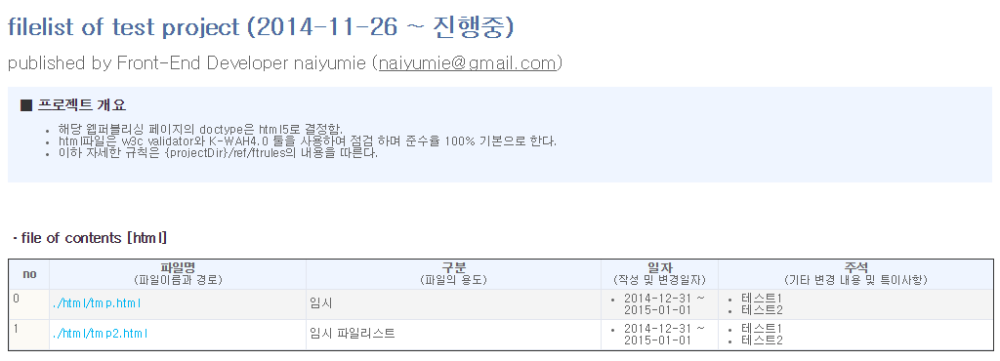 filelist of test project (2014-11-26 ~ 진행중)
published by Front-End Developer naiyumie (naiyumie@gmail.com)
■ 프로젝트 개요
• 해당 웹퍼블리싱 페이지의 doctype은 html5로 결정함.
• html파일은 w3c validator와 K-WAH4.0 툴을 사용하여 점검 하며 준수율 100% 기본으로 한다.
• 이하 자세한 규칙은 {projectDir}/ref/ftrules의 내용을 따른다.
· file of contents [html]
no 파일명 구분 일자 주석
(파일이름과 경로) (파일의 용도) (작성 및 변경일자) (기타 변경 내용 및 특이사항)
0 ./html/tmp.html 임시 • 2014-12-31 ~ • 테스트1
2015-01-01 • 테스트2
1 ./html/tmp2.html 임시 파일리스트 • 2014-12-31 ~ • 테스트1
2015-01-01 • 테스트2